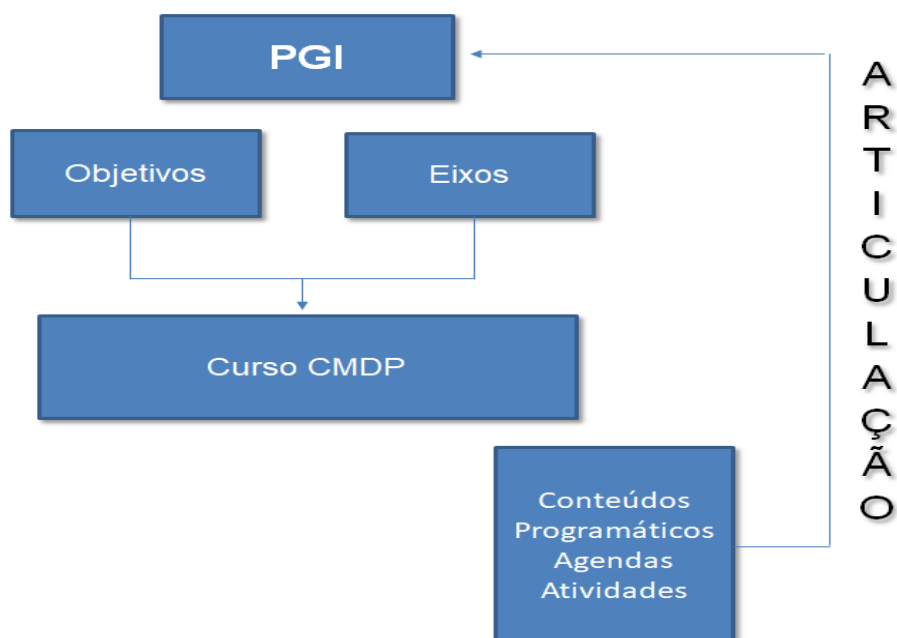 PGI
Objetivos
Eixos
Curso CMDP
Conteúdos
Programáticos
Agendas
Atividades
A
R
T
I
C
U
L
A
Ç
Ã
O